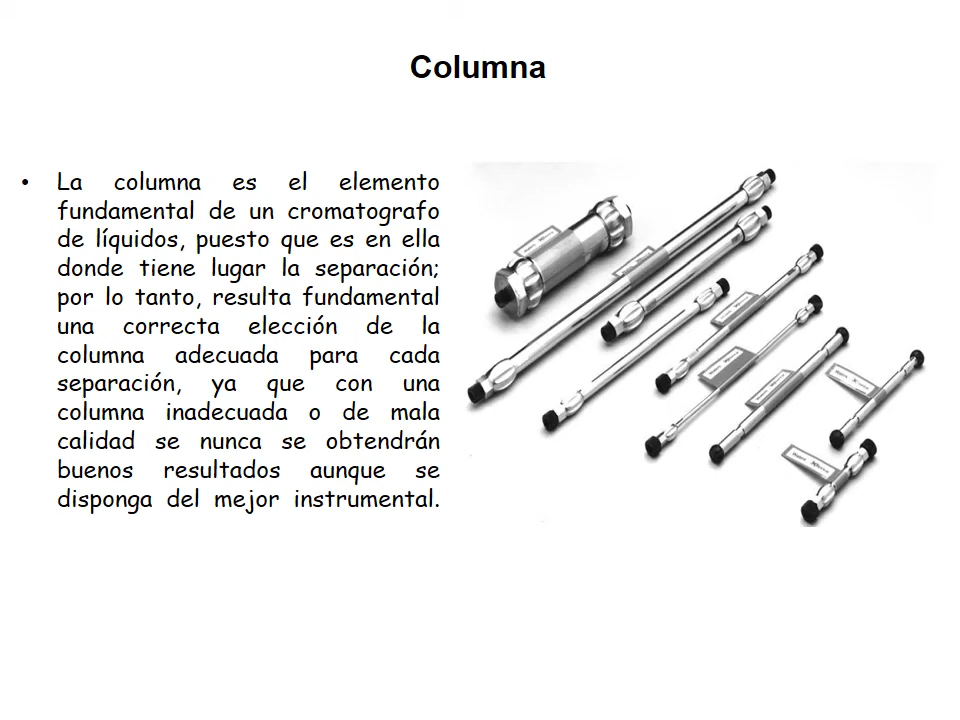 Columna
• La columna es el elemento
fundamental de un cromatografo
de líquidos, puesto que es en ella
donde tiene lugar la separación;
por lo tanto, resulta fundamental
una correcta elección de la
columna adecuada para cada
separación, ya que con una
columna inadecuada o de mala
calidad se nunca se obtendrán
buenos resultados aunque se
disponga del mejor instrumental.